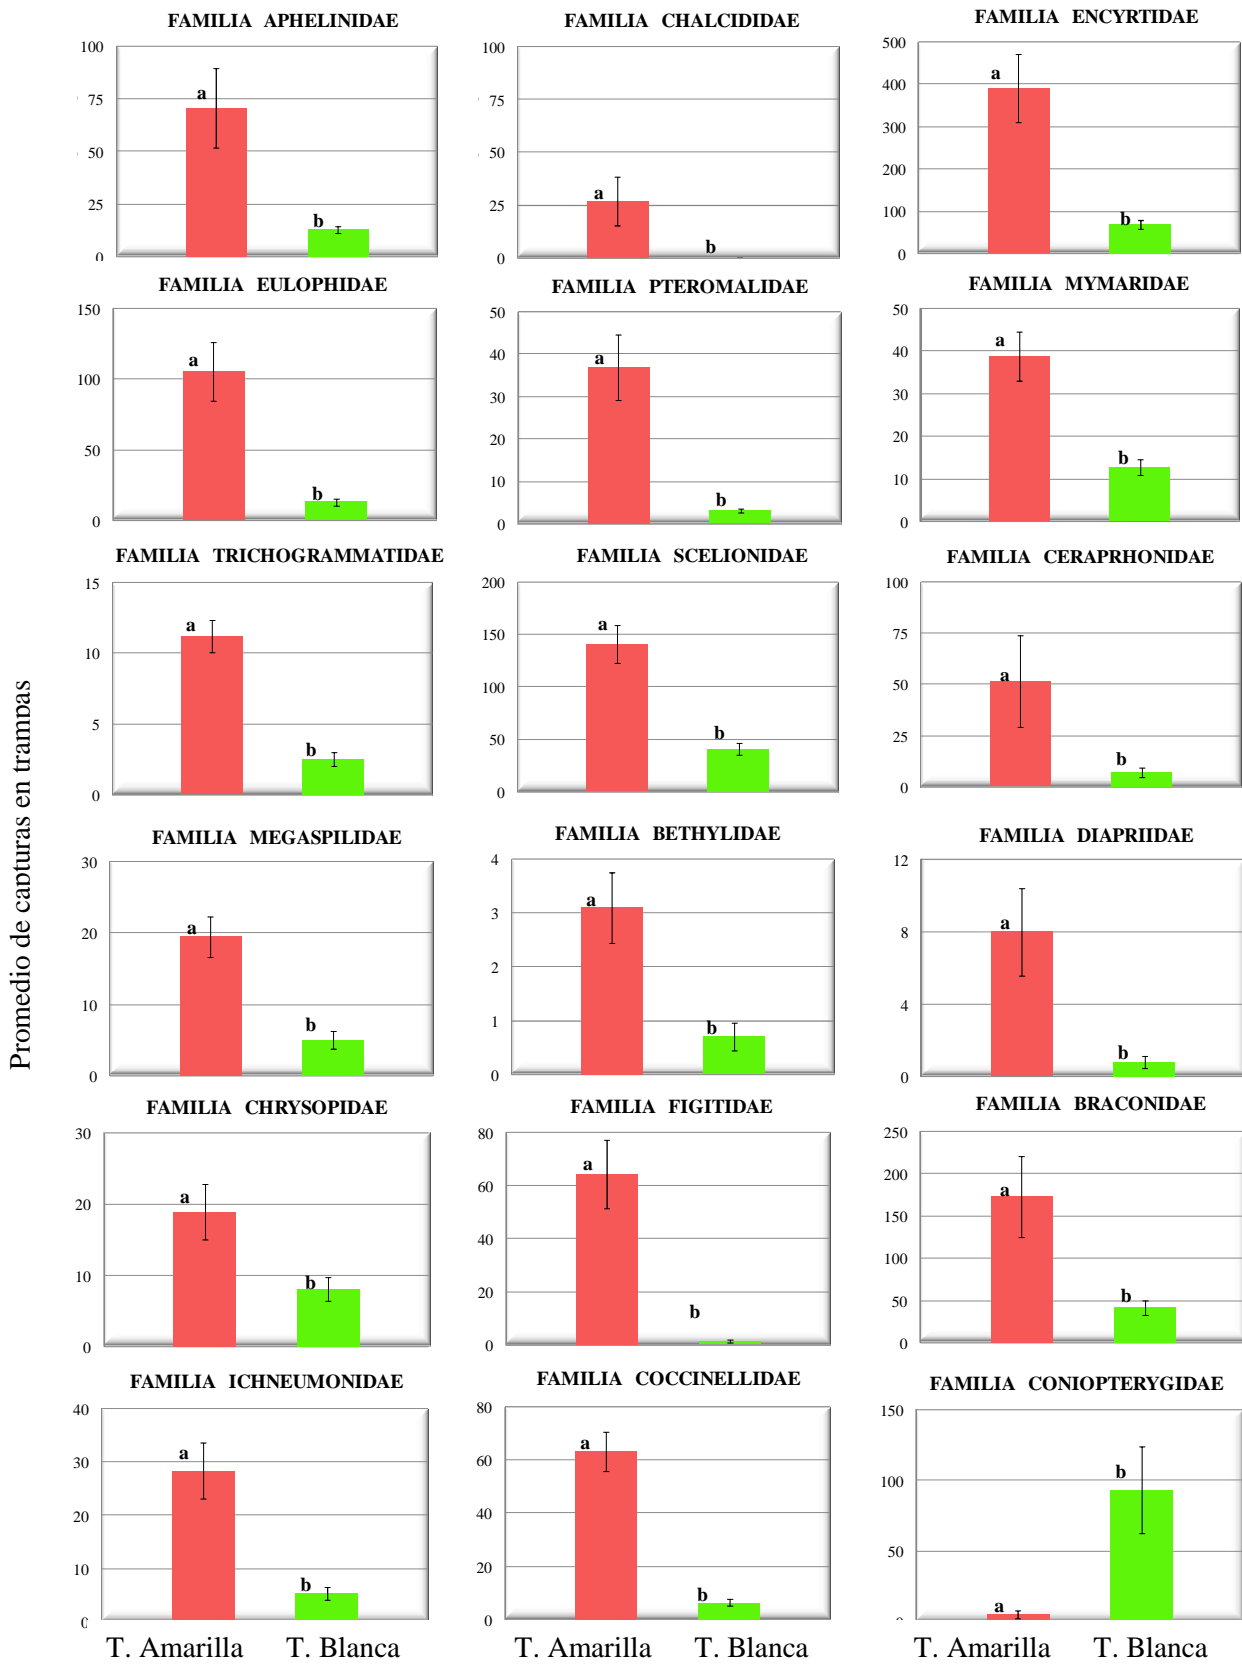 FAMILIA APHELINIDAE
100
75
50
25
0
a
b
FAMILIA CHALCIDIDAE
100
75
50
25
0
a
b
FAMILIA ENCYRTIDAE
500
400
300
200
100
0
a
b
FAMILIA EULOPHIDAE
150
100
50
0
a
b
FAMILIA PTEROMALIDAE
50
40
30
20
10
0
a
b
FAMILIA MYMARIDAE
50
40
30
20
10
0
a
b
FAMILIA TRICHOGRAMMATIDAE
15
10
5
0
a
b
FAMILIA SCELIONIDAE
200
150
100
50
0
a
b
FAMILIA CERAPRHONIDAE
100
75
50
25
0
a
b
FAMILIA MEGASPILIDAE
30
20
10
0
a
b
FAMILIA BETHYLIDAE
4
3
2
1
0
a
b
FAMILIA DIAPRIIDAE
12
8
4
0
a
b
FAMILIA CHRYSOPIDAE
30
20
10
0
a
b
FAMILIA FIGITIDAE
80
60
40
20
0
a
b
FAMILIA BRACONIDAE
250
200
150
100
50
0
a
b
FAMILIA ICHNEUMONIDAE
40
30
20
10
0
a
b
FAMILIA COCCINELLIDAE
80
60
40
20
0
a
b
FAMILIA CONIOPTERYGIDAE
150
100
50
0
a
b
T. Amarilla T. Blanca
T. Amarilla T. Blanca
T. Amarilla T. Blanca
Promedio de capturas en trampas